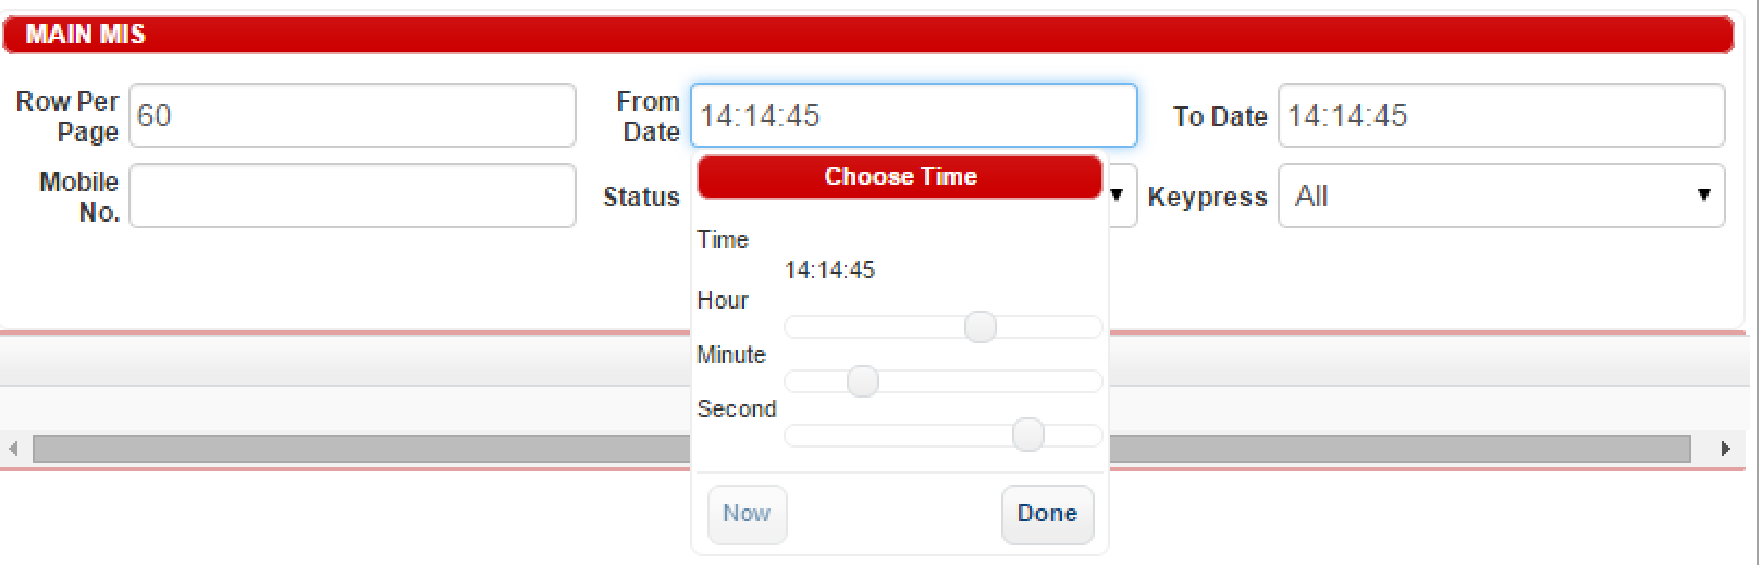 MAIN MIS
Row Per
Page
60
From
Date
14:14:45
To Date
14:14:45
Mobile
No.
Status
Keypress
All
Choose Time
Time
14:14:45
Hour
Minute
Second
Now
Done